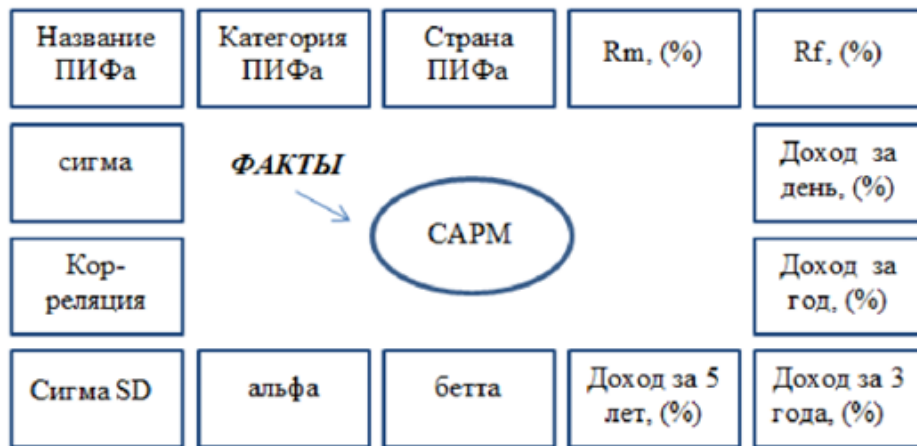 Название
ПИФа
Категория
ПИФа
Страна
ПИФа
Rm, (%)
Rf, (%)
сигма
ФАКТЫ
Доход за
день, (%)
CAPM
Кор-
реляция
Доход за
год, (%)
Сигма SD
альфа
бетта
Доход за 5
лет, (%)
Доход за 3
года, (%)